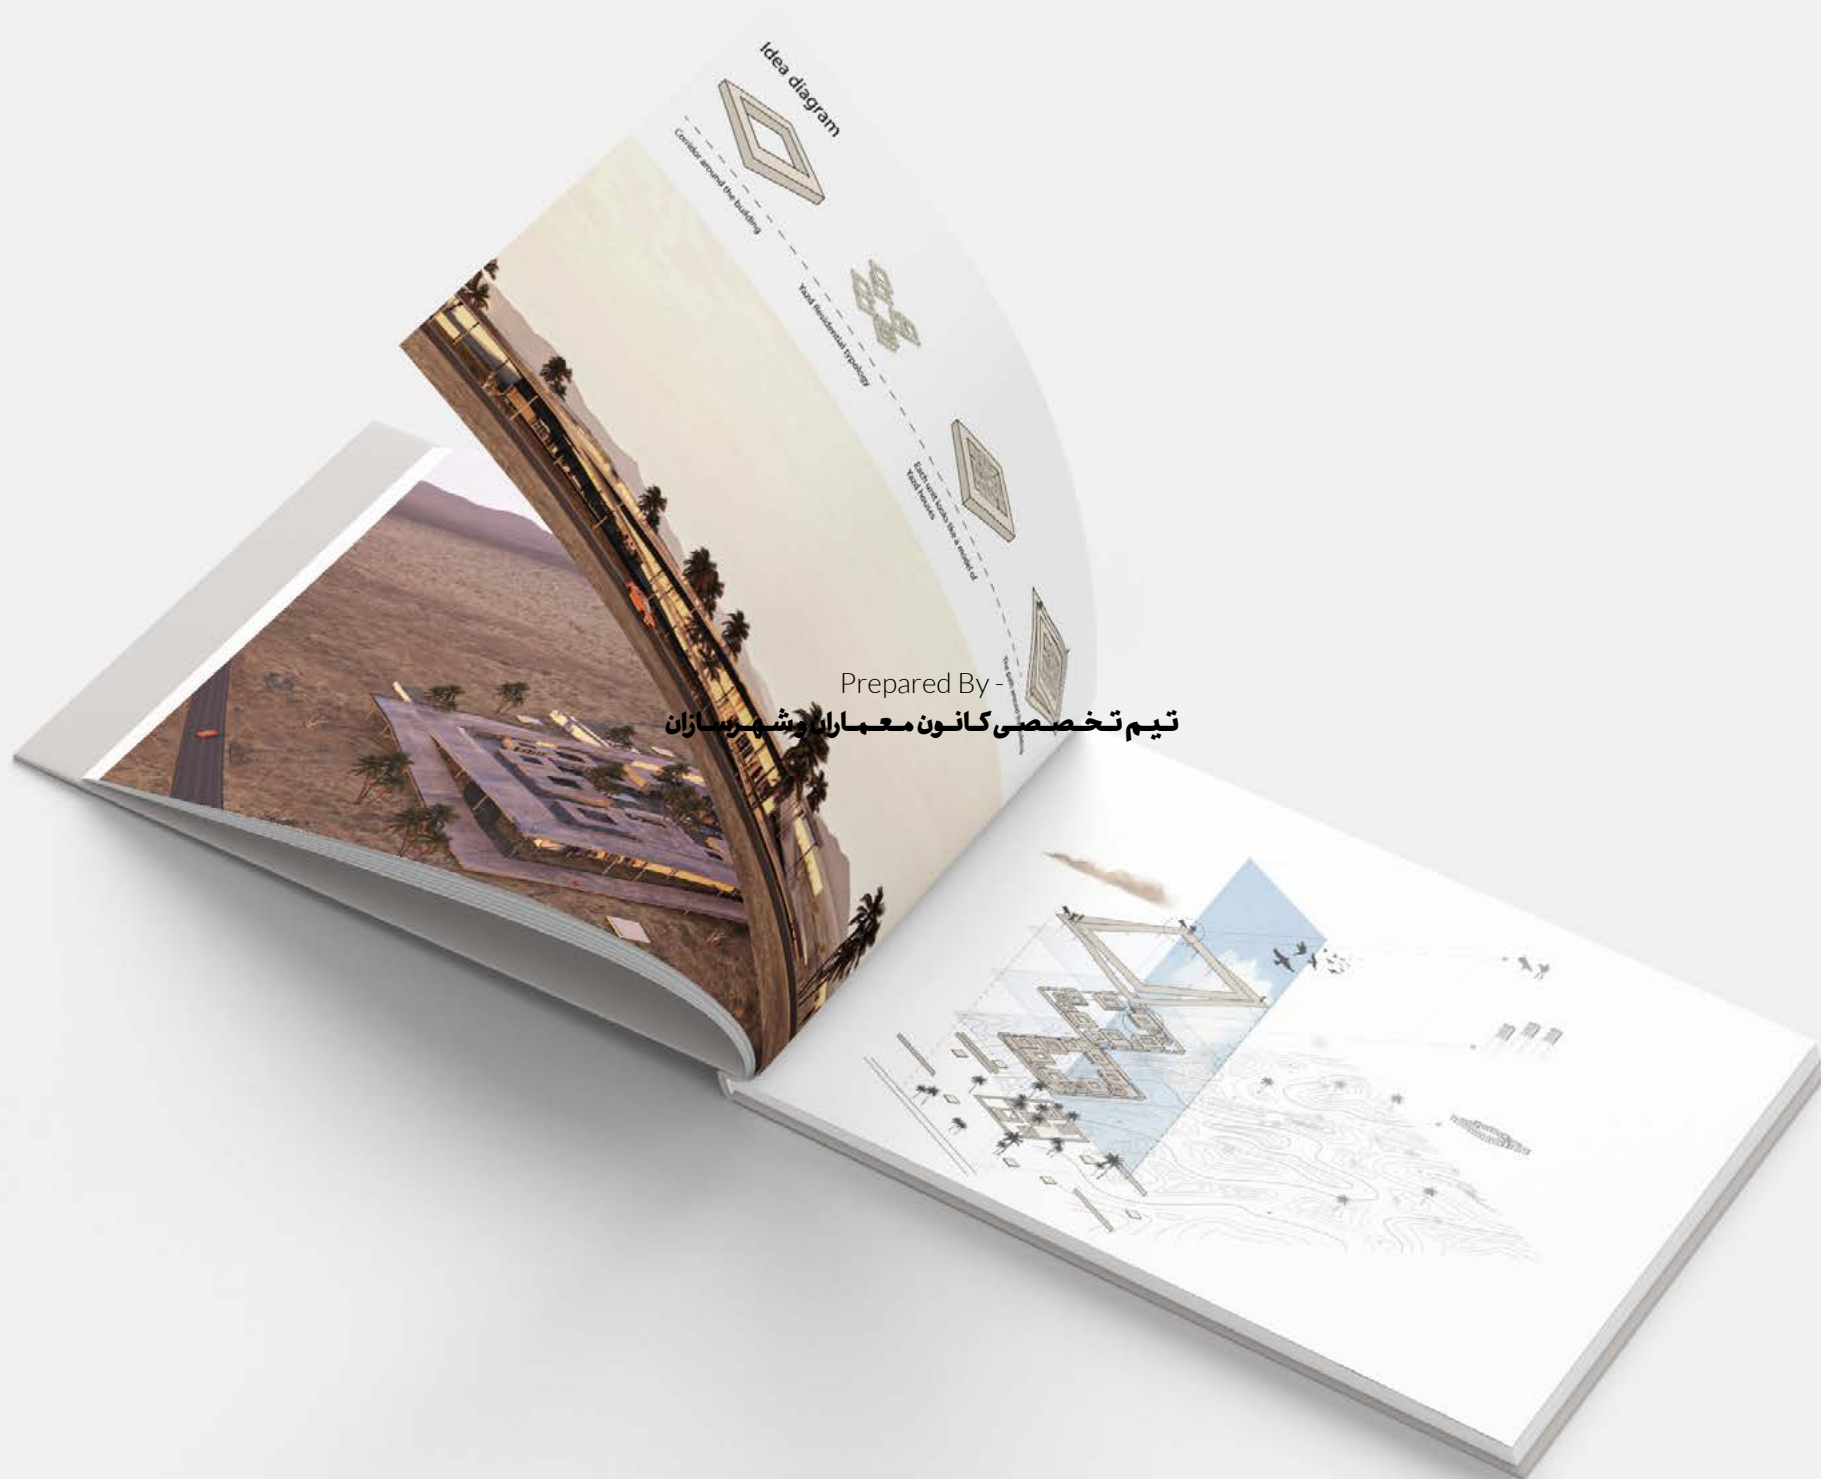 Idea diagram
Corridor around the building
Yazd Residential typology
Each unit looks like a model of
Yazd houses
Prepared By -
تیم تخصصی کانون معماران و شهرسازان